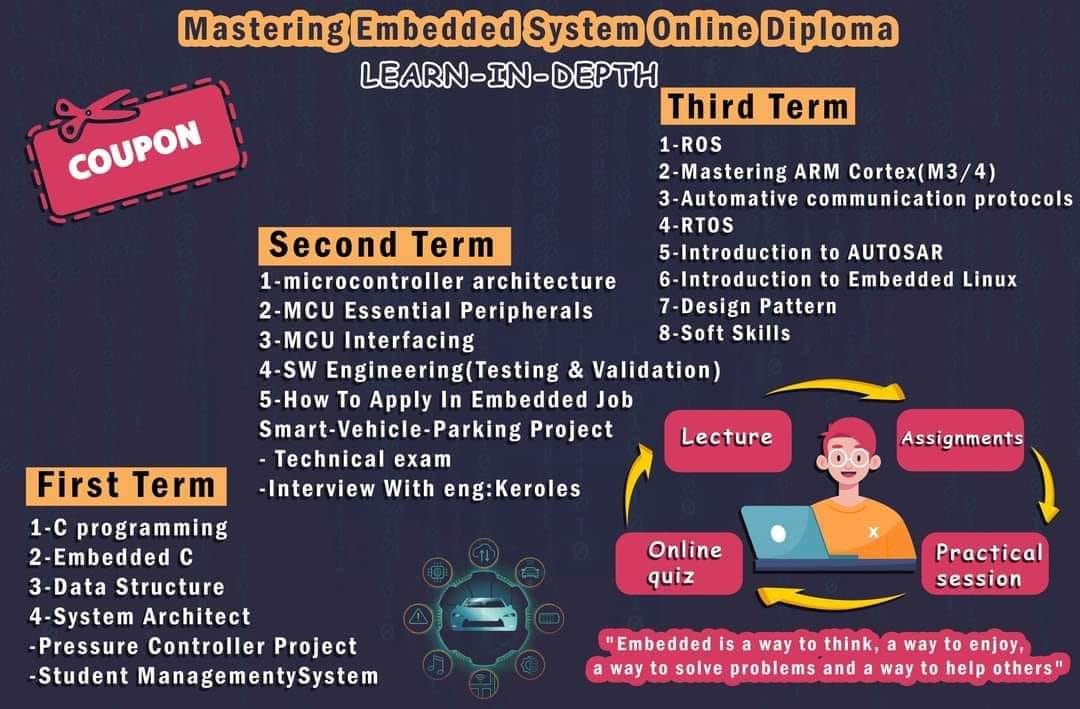 Mastering Embedded System Online Diploma
LEARN-IN-DEPTH
COUPON
First Term
1-C programming
2-Embedded C
3-Data Structure
4-System Architect
-Pressure Controller Project
-Student ManagementySystem
Second Term
1-microcontroller architecture
2-MCU Essential Peripherals
3-MCU Interfacing
4-SW Engineering(Testing & Validation)
5-How To Apply In Embedded Job
Smart-Vehicle-Parking Project
- Technical exam
-Interview With eng:Keroles
Third Term
1-ROS
2-Mastering ARM Cortex(M3/4)
3-Automative communication protocols
4-RTOS
5-Introduction to AUTOSAR
6-Introduction to Embedded Linux
7-Design Pattern
8-Soft Skills
Lecture
Assignments
Practical
session
Online
quiz
x
"Embedded is a way to think, a way to enjoy,
a way to solve problems and a way to help others"